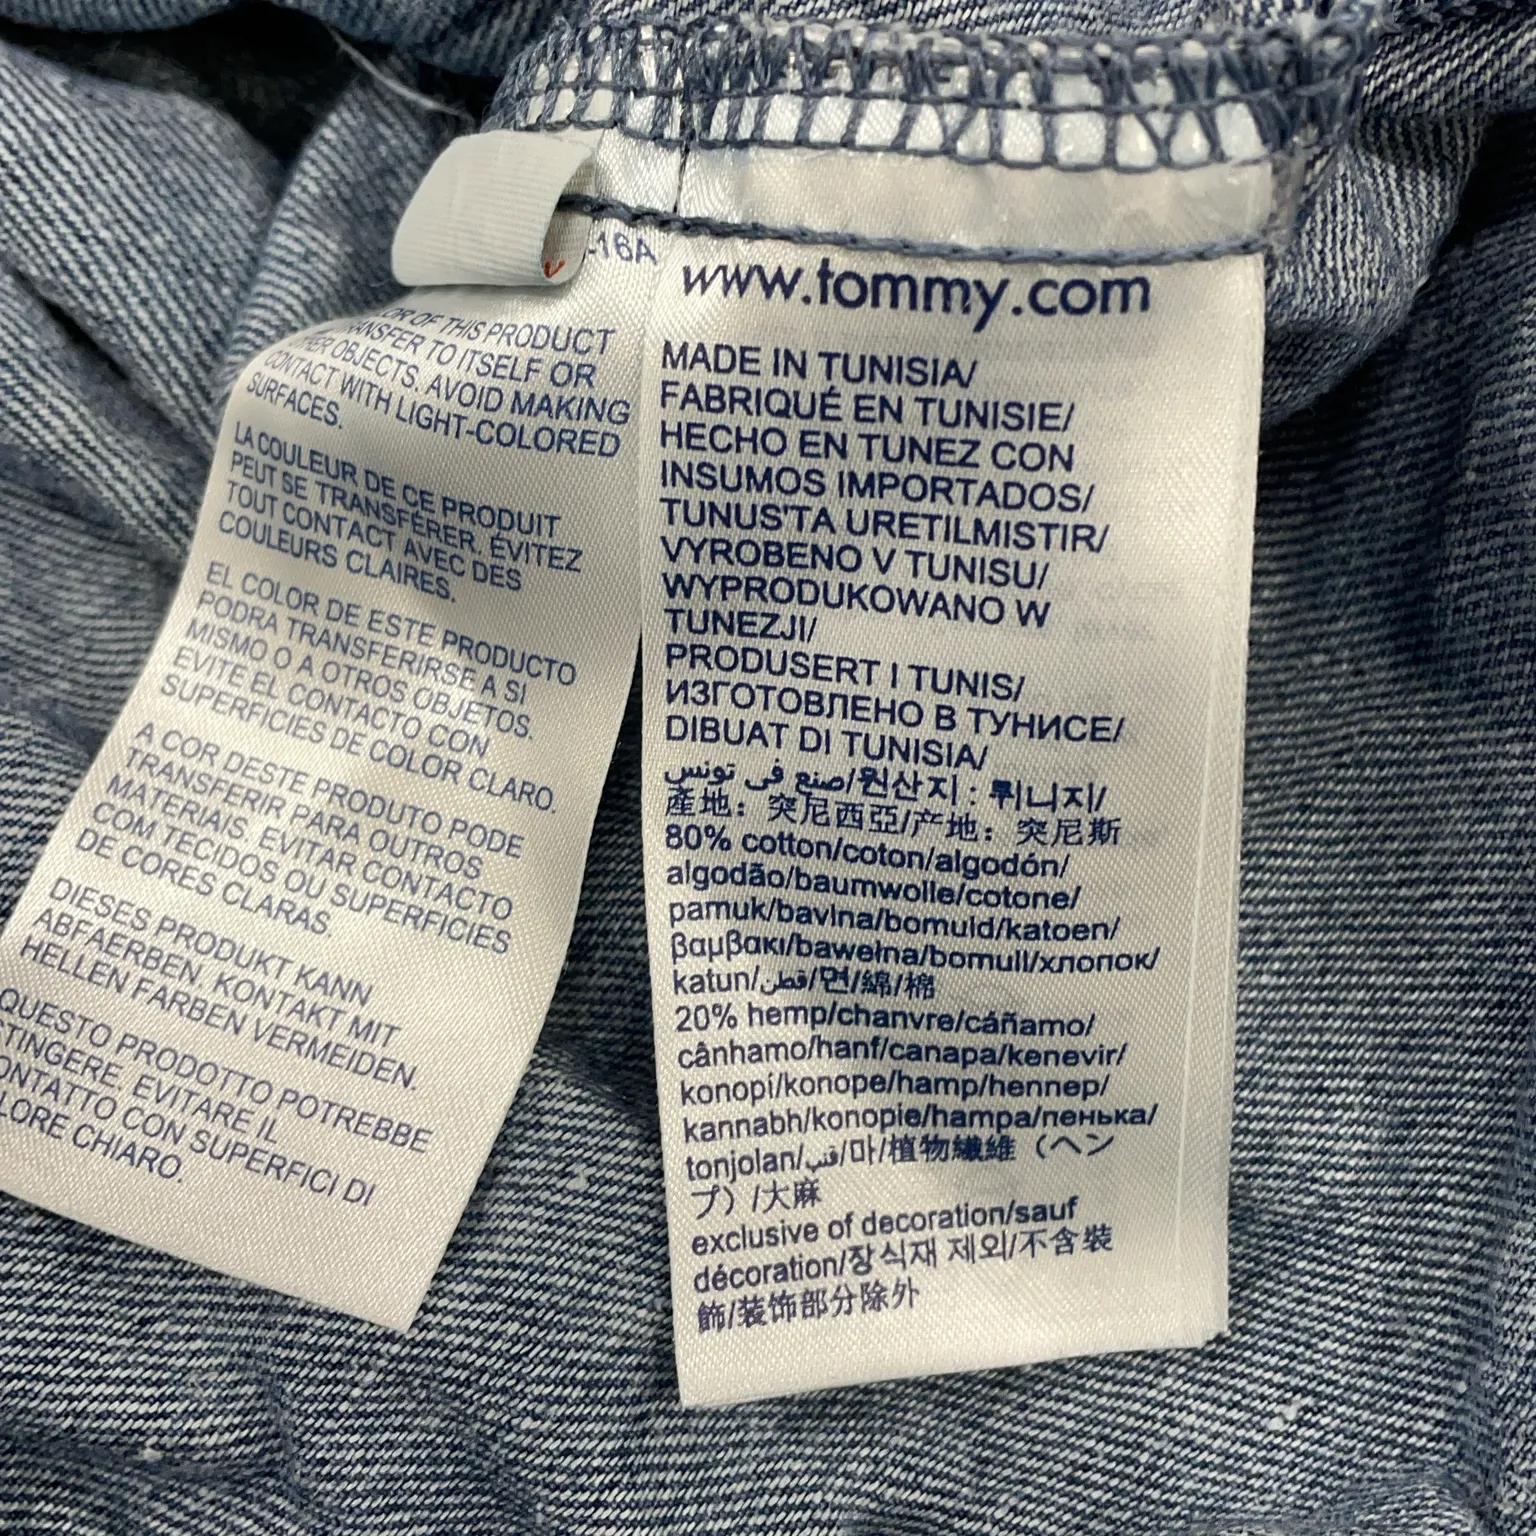 -16A
OR OF THIS PRODUCT
TRANSFER TO ITSELF OR
OTHER OBJECTS. AVOID MAKING
CONTACT WITH LIGHT-COLORED
SURFACES.
LA COULEUR DE CE PRODUIT
PEUT SE TRANSFÉRER. ÉVITEZ
TOUT CONTACT AVEC DES
COULEURS CLAIRES.
EL COLOR DE ESTE PRODUCTO
PODRA TRANSFERIRSE A SI
MISMO O A OTROS OBJETOS.
EVITE EL CONTACTO CON
SUPERFICIES DE COLOR CLARO.
A COR DESTE PRODUTO PODE
TRANSFERIR PARA OUTROS
MATERIAIS. EVITAR CONTACTO
COM TECIDOS OU SUPERFICIES
DE CORES CLARAS
DIESES PRODUKT KANN
ABFAERBEN. KONTAKT MIT
HELLEN FARBEN VERMEIDEN.
QUESTO PRODOTTO POTREBBE
STINGERE. EVITARE IL
CONTATTO CON SUPERFICI DI
COLORE CHIARO.
www.tommy.com
MADE IN TUNISIA/
FABRIQUÉ EN TUNISIE/
HECHO EN TUNEZ CON
INSUMOS IMPORTADOS/
TUNUS'TA URETILMISTIR/
VYROBENO V TUNISU/
WYPRODUKOWANO W
TUNEZJI/
PRODUSERT I TUNIS/
ИЗГОТОВЛЕНО В ТУНИСЕ/
DIBUAT DI TUNISIA/
صنع في تونس/원산지 : 튀니지/
產地：突尼西亞/产地：突尼斯
80% cotton/coton/algodón/
algodão/baumwolle/cotone/
pamuk/bavlna/bomuld/katoen/
βαμβακι/bawełna/bomull/хлопок/
katun/قطن/면/綿/棉
20% hemp/chanvre/cáñamo/
cânhamo/hanf/canapa/kenevir/
konopí/konope/hamp/hennep/
kannabh/konopie/hampa/пенька/
tonjolan/قنب/마/植物繊維（ヘン
プ）/大麻
exclusive of decoration/sauf
décoration/장식재 제외/不含裝
飾/装饰部分除外